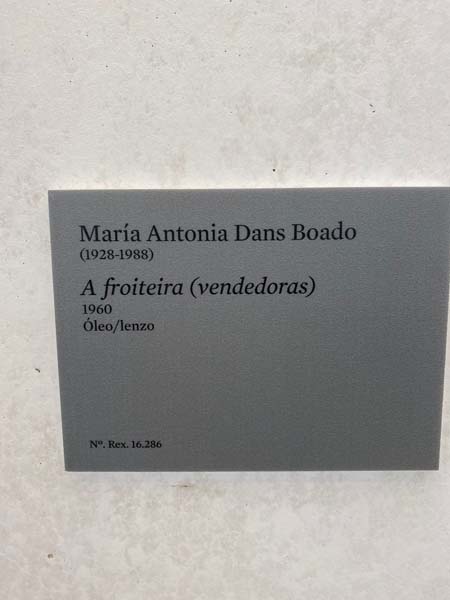 María Antonia Dans Boado
(1928-1988)
A froiteira (vendedoras)
1960
Óleo/lenzo
Nº. Rex. 16.286